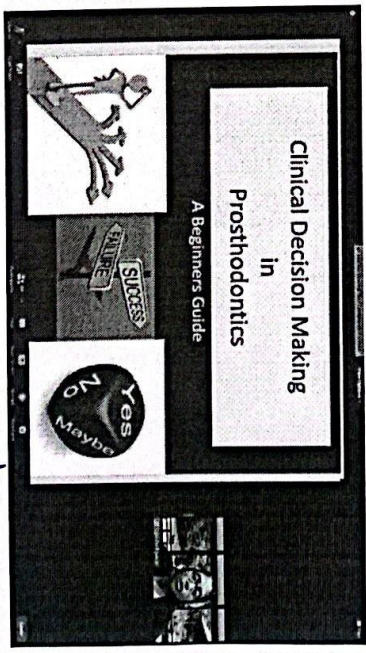 Clinical Decision Making
in
Prosthodontics
A Beginners Guide
FAILURE
SUCCESS
Yes
No
Maybe